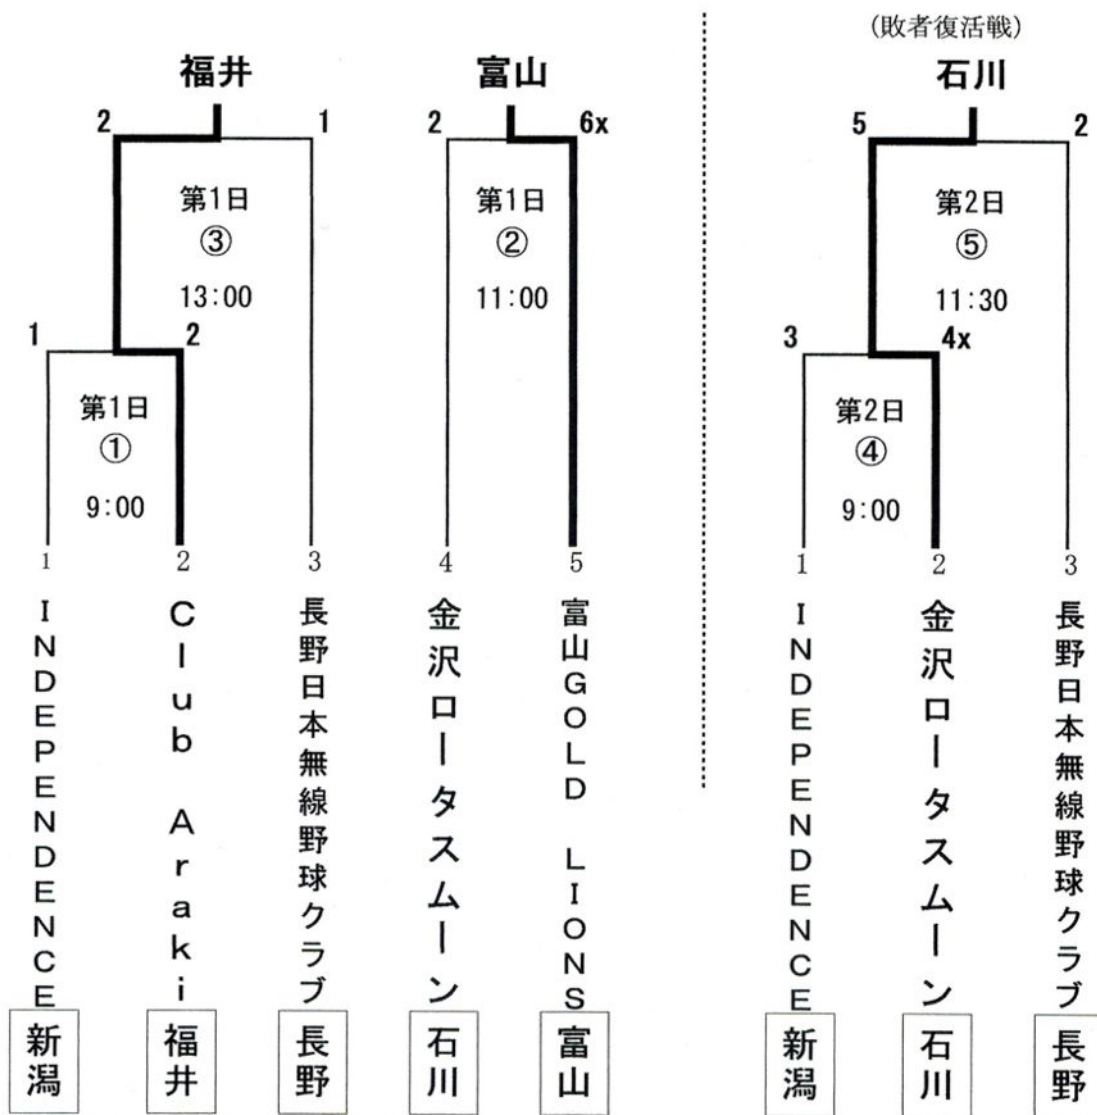 (敗者復活戦)
福井
富山
石川
2
1
2
6x
5
2
第1日
③
13:00
第1日
②
11:00
第2日
⑤
11:30
1
2
3
4x
第1日
①
9:00
第2日
④
9:00
1
2
3
4
5
1
2
3
INDEPENDENCE
Club Araki
長野日本無線野球クラブ
金沢ロータスムーン
富山GOLD LIONS
INDEPENDENCE
金沢ロータスムーン
長野日本無線野球クラブ
新潟
福井
長野
石川
富山
新潟
石川
長野